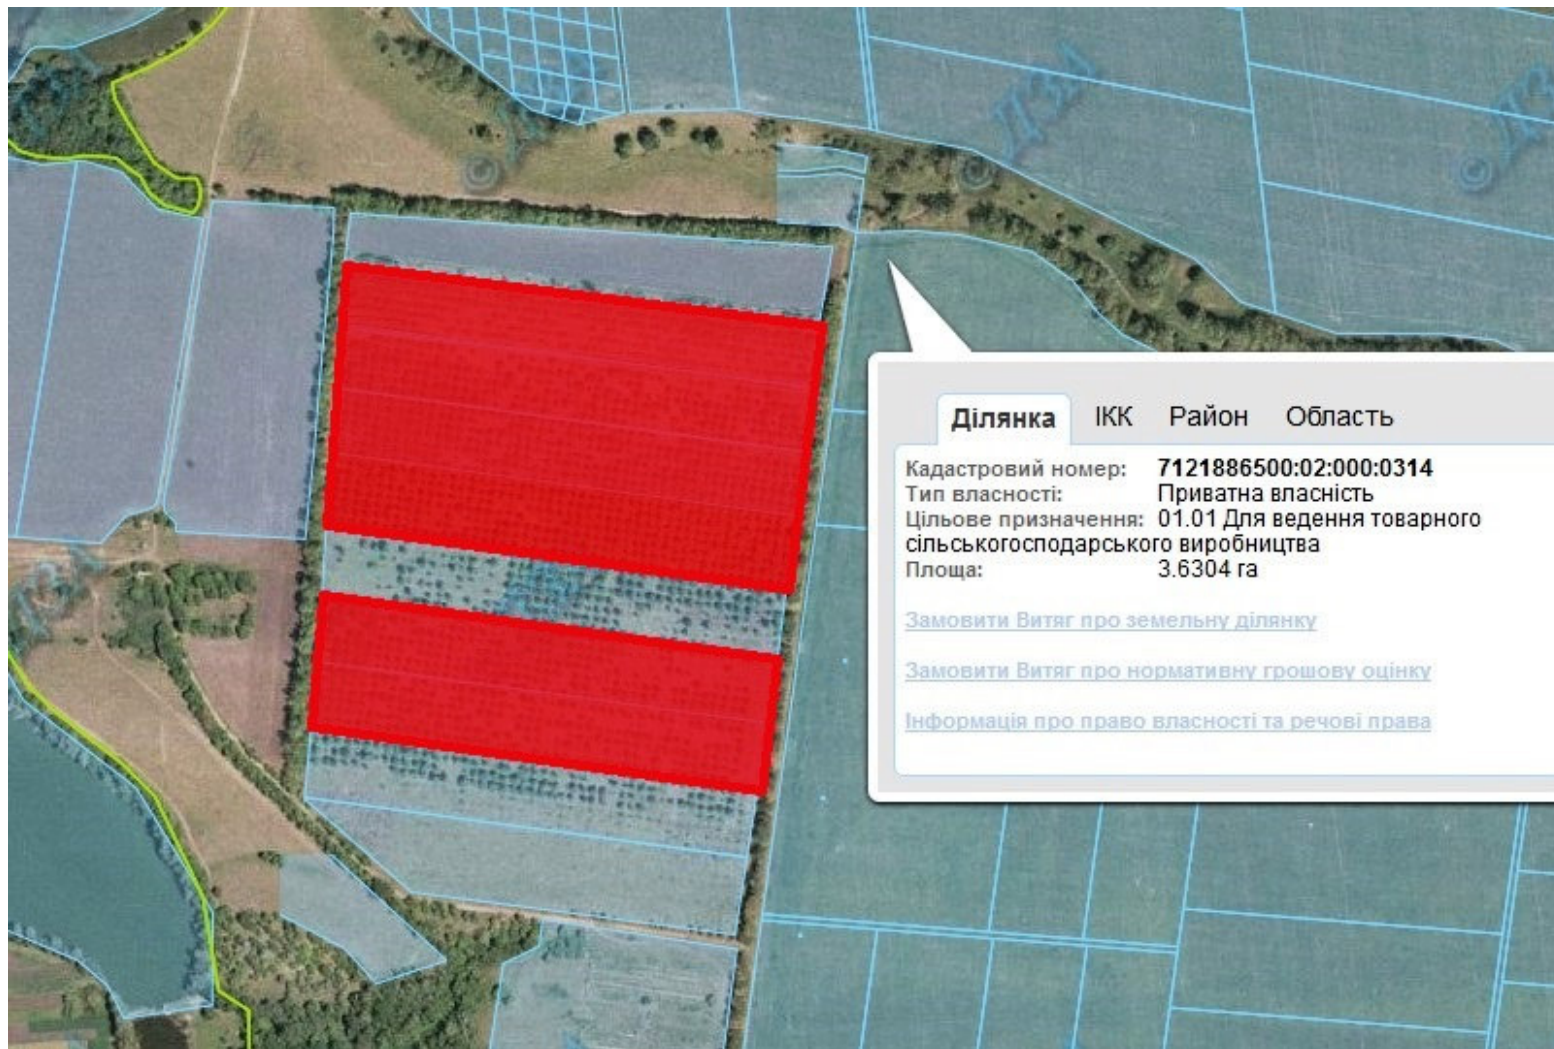 Ділянка ІКК Район Область
Кадастровий номер: 7121886500:02:000:0314
Тип власності: Приватна власність
Цільове призначення: 01.01 Для ведення товарного
сільськогосподарського виробництва
Площа: 3.6304 га
Замовити Витяг про земельну ділянку
Замовити Витяг про нормативну грошову оцінку
Інформація про право власності та речові права